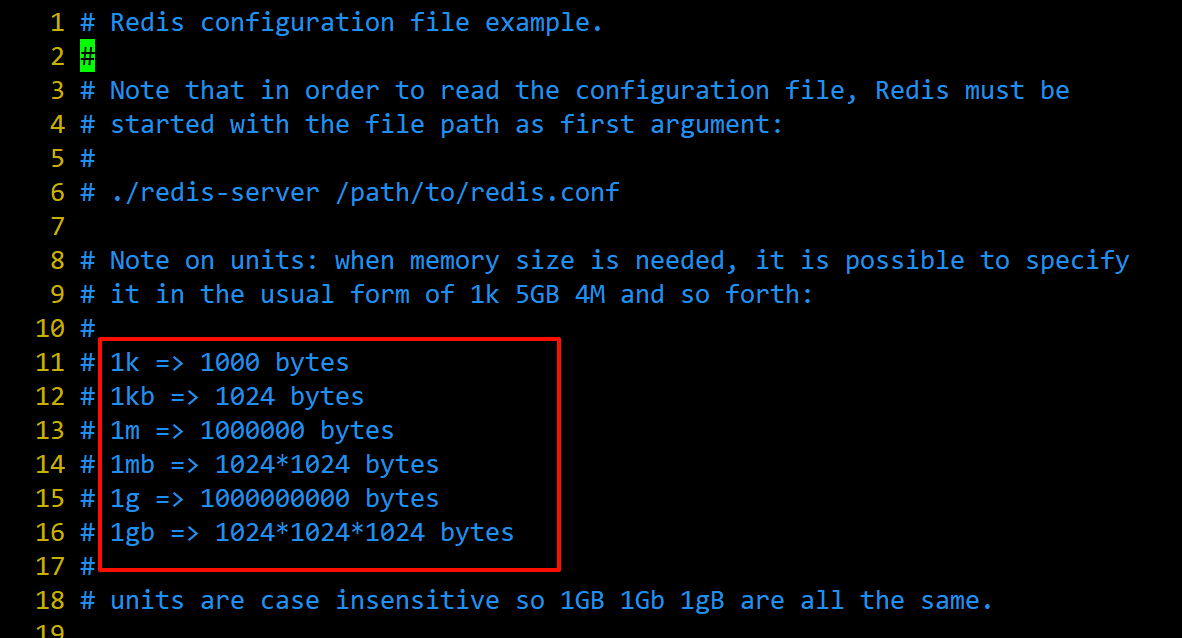 1 # Redis configuration file example.
2 #
3 # Note that in order to read the configuration file, Redis must be
4 # started with the file path as first argument:
5 #
6 # ./redis-server /path/to/redis.conf
7
8 # Note on units: when memory size is needed, it is possible to specify
9 # it in the usual form of 1k 5GB 4M and so forth:
10 #
11 # 1k => 1000 bytes
12 # 1kb => 1024 bytes
13 # 1m => 1000000 bytes
14 # 1mb => 1024*1024 bytes
15 # 1g => 1000000000 bytes
16 # 1gb => 1024*1024*1024 bytes
17 #
18 # units are case insensitive so 1GB 1Gb 1gB are all the same.
19